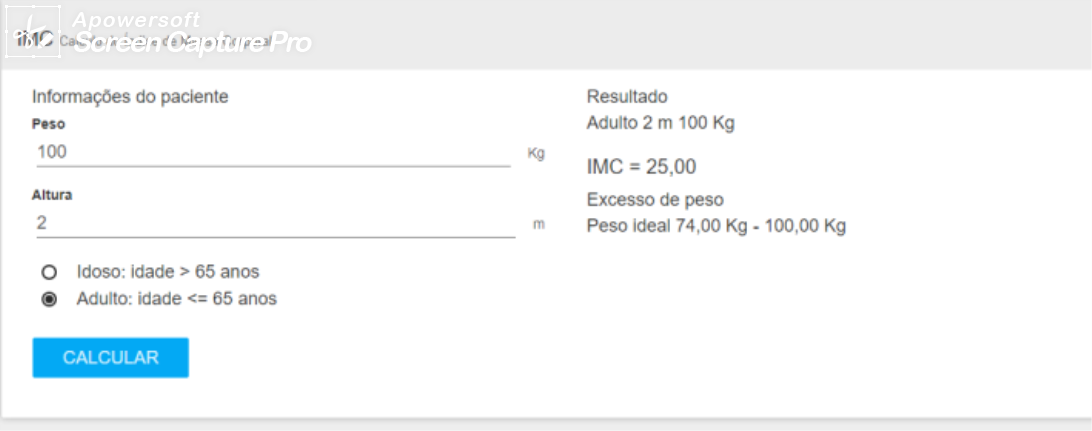 Apowersoft
Screen Capture Pro
IMC
Informações do paciente
Peso
100
Kg
Altura
2
m
Idoso: idade > 65 anos
Adulto: idade <= 65 anos
CALCULAR
Resultado
Adulto 2 m 100 Kg
IMC = 25,00
Excesso de peso
Peso ideal 74,00 Kg - 100,00 Kg